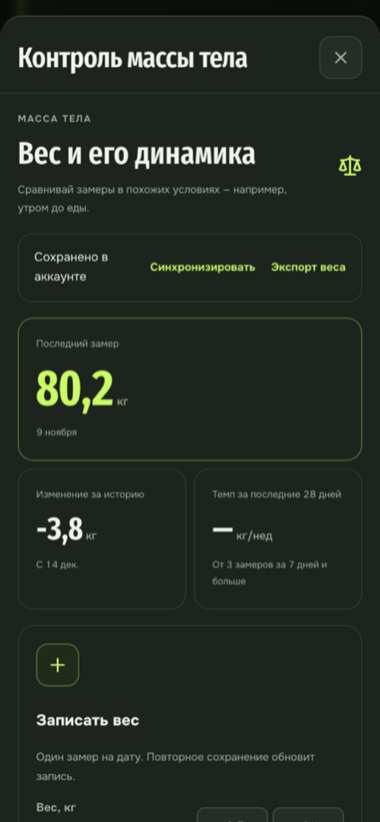 Контроль массы тела
МАССА ТЕЛА
Вес и его динамика
Сравнивай замеры в похожих условиях — например,
утром до еды.
Сохранено в
аккаунте
Синхронизировать
Экспорт веса
Последний замер
80,2 кг
9 ноября
Изменение за историю
-3,8 кг
С 14 дек.
Темп за последние 28 дней
— кг/нед
От 3 замеров за 7 дней и
больше
Записать вес
Один замер на дату. Повторное сохранение обновит
запись.
Вес, кг